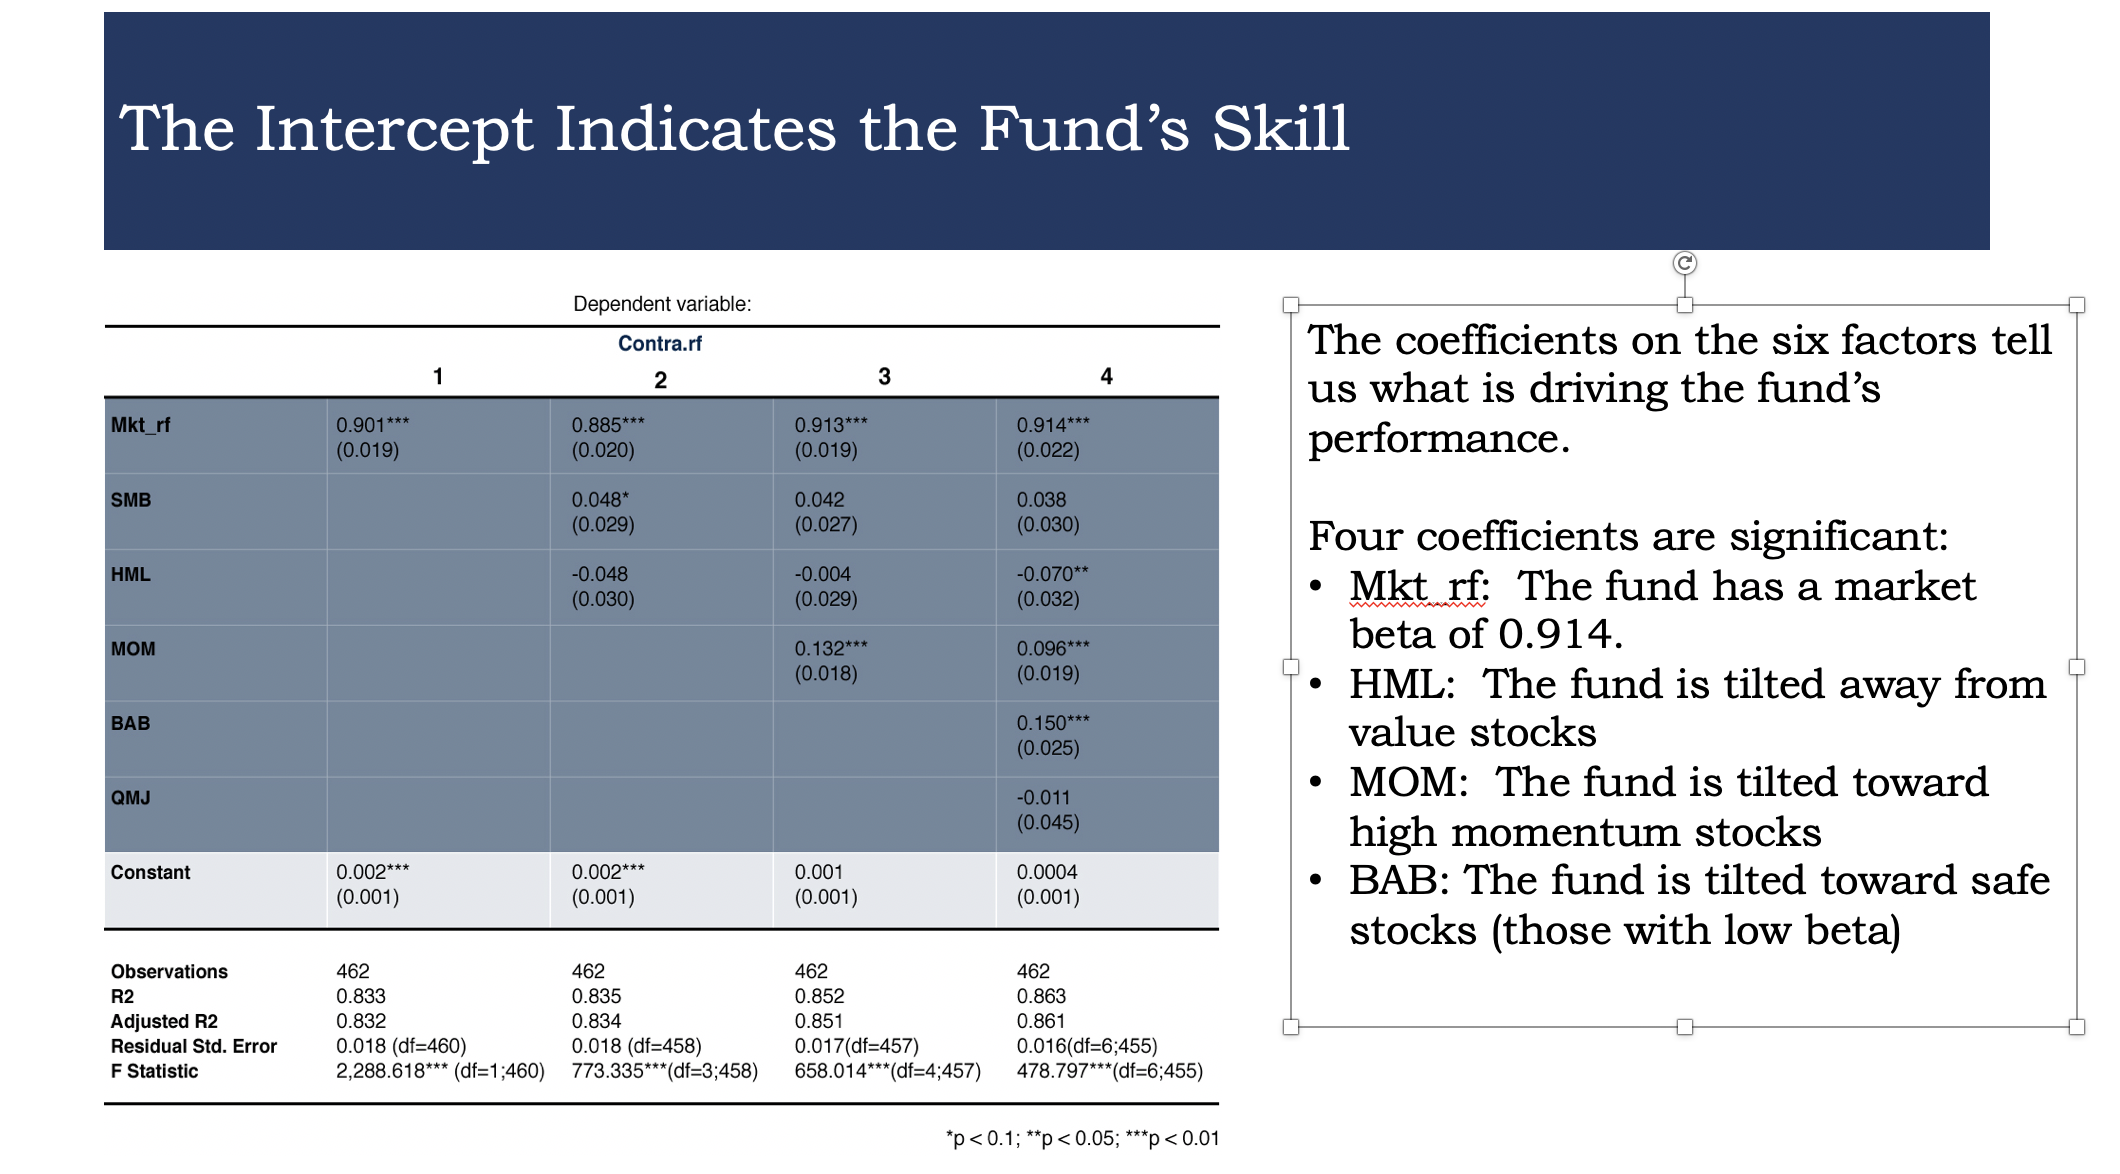 The Intercept Indicates the Fund’s Skill
Dependent variable:
Contra.rf
1 2 3 4
Mkt_rf 0.901*** 0.885*** 0.913*** 0.914***
(0.019) (0.020) (0.019) (0.022)
SMB 0.048* 0.042 0.038
(0.029) (0.027) (0.030)
HML -0.048 -0.004 -0.070**
(0.030) (0.029) (0.032)
MOM 0.132*** 0.096***
(0.018) (0.019)
BAB 0.150***
(0.025)
QMJ -0.011
(0.045)
Constant 0.002*** 0.002*** 0.001 0.0004
(0.001) (0.001) (0.001) (0.001)
Observations 462 462 462 462
R2 0.833 0.835 0.852 0.863
Adjusted R2 0.832 0.834 0.851 0.861
Residual Std. Error 0.018 (df=460) 0.018 (df=458) 0.017(df=457) 0.016(df=6;455)
F Statistic 2,288.618*** (df=1;460) 773.335***(df=3;458) 658.014***(df=4;457) 478.797***(df=6;455)
*p < 0.1; **p < 0.05; ***p < 0.01
The coefficients on the six factors tell
us what is driving the fund’s
performance.
Four coefficients are significant:
• Mkt_rf: The fund has a market
beta of 0.914.
• HML: The fund is tilted away from
value stocks
• MOM: The fund is tilted toward
high momentum stocks
• BAB: The fund is tilted toward safe
stocks (those with low beta)